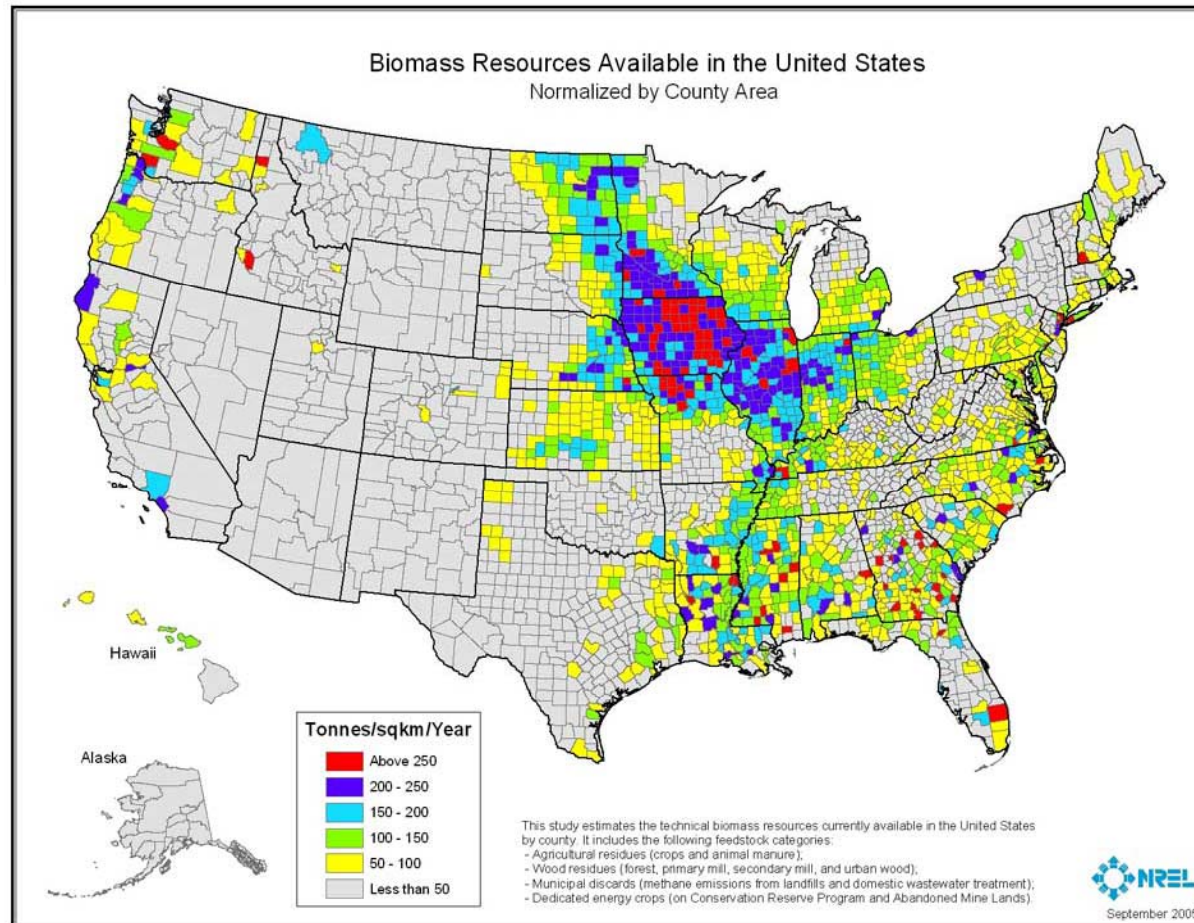 Biomass Resources Available in the United States
Normalized by County Area
Hawaii
Alaska
Tonnes/sqkm/Year
Above 250
200 - 250
150 - 200
100 - 150
50 - 100
Less than 50
This study estimates the technical biomass resources currently available in the United States
by county. It includes the following feedstock categories:
- Agricultural residues (crops and animal manure);
- Wood residues (forest, primary mill, secondary mill, and urban wood);
- Municipal discards (methane emissions from landfills and domestic wastewater treatment);
- Dedicated energy crops (on Conservation Reserve Program and Abandoned Mine Lands).
NREL